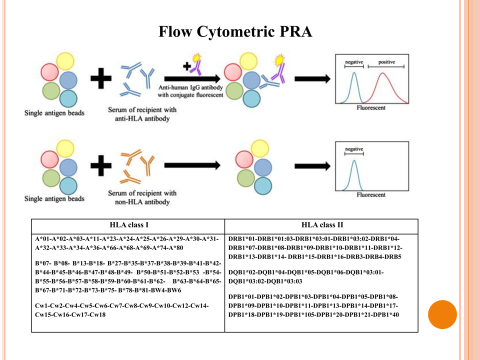 Flow Cytometric PRA
negative positive
Anti-human IgG antibody
with conjugate fluorescent
Single antigen beads
Serum of recipient with
anti-HLA antibody
Fluorescent
negative
Single antigen beads
Serum of recipient with
non-HLA antibody
Fluorescent
HLA class I
HLA class II
A*01-A*02-A*03-A*11-A*23-A*24-A*25-A*26-A*29-A*30-A*31-
A*32-A*33-A*34-A*36-A*66-A*68-A*69-A*74-A*80
B*07- B*08- B*13-B*18- B*27-B*35-B*37-B*38-B*39-B*41-B*42-
B*44-B*45-B*46-B*47-B*48-B*49- B*50-B*51-B*52-B*53 -B*54-
B*55-B*56-B*57-B*58-B*59-B*60-B*61-B*62- B*63-B*64-B*65-
B*67-B*71-B*72-B*73-B*75- B*78-B*81-BW4-BW6
Cw1-Cw2-Cw4-Cw5-Cw6-Cw7-Cw8-Cw9-Cw10-Cw12-Cw14-
Cw15-Cw16-Cw17-Cw18
DRB1*01-DRB1*01:03-DRB1*03:01-DRB1*03:02-DRB1*04-
DRB1*07-DRB1*08-DRB1*09-DRB1*10-DRB1*11-DRB1*12-
DRB1*13-DRB1*14- DRB1*15-DRB1*16-DRB3-DRB4-DRB5
DQB1*02-DQB1*04-DQB1*05-DQB1*06-DQB1*03:01-
DQB1*03:02-DQB1*03:03
DPB1*01-DPB1*02-DPB1*03-DPB1*04-DPB1*05-DPB1*08-
DPB1*09-DPB1*10-DPB1*11-DPB1*13-DPB1*14-DPB1*17-
DPB1*18-DPB1*19-DPB1*105-DPB1*20-DPB1*21-DPB1*40